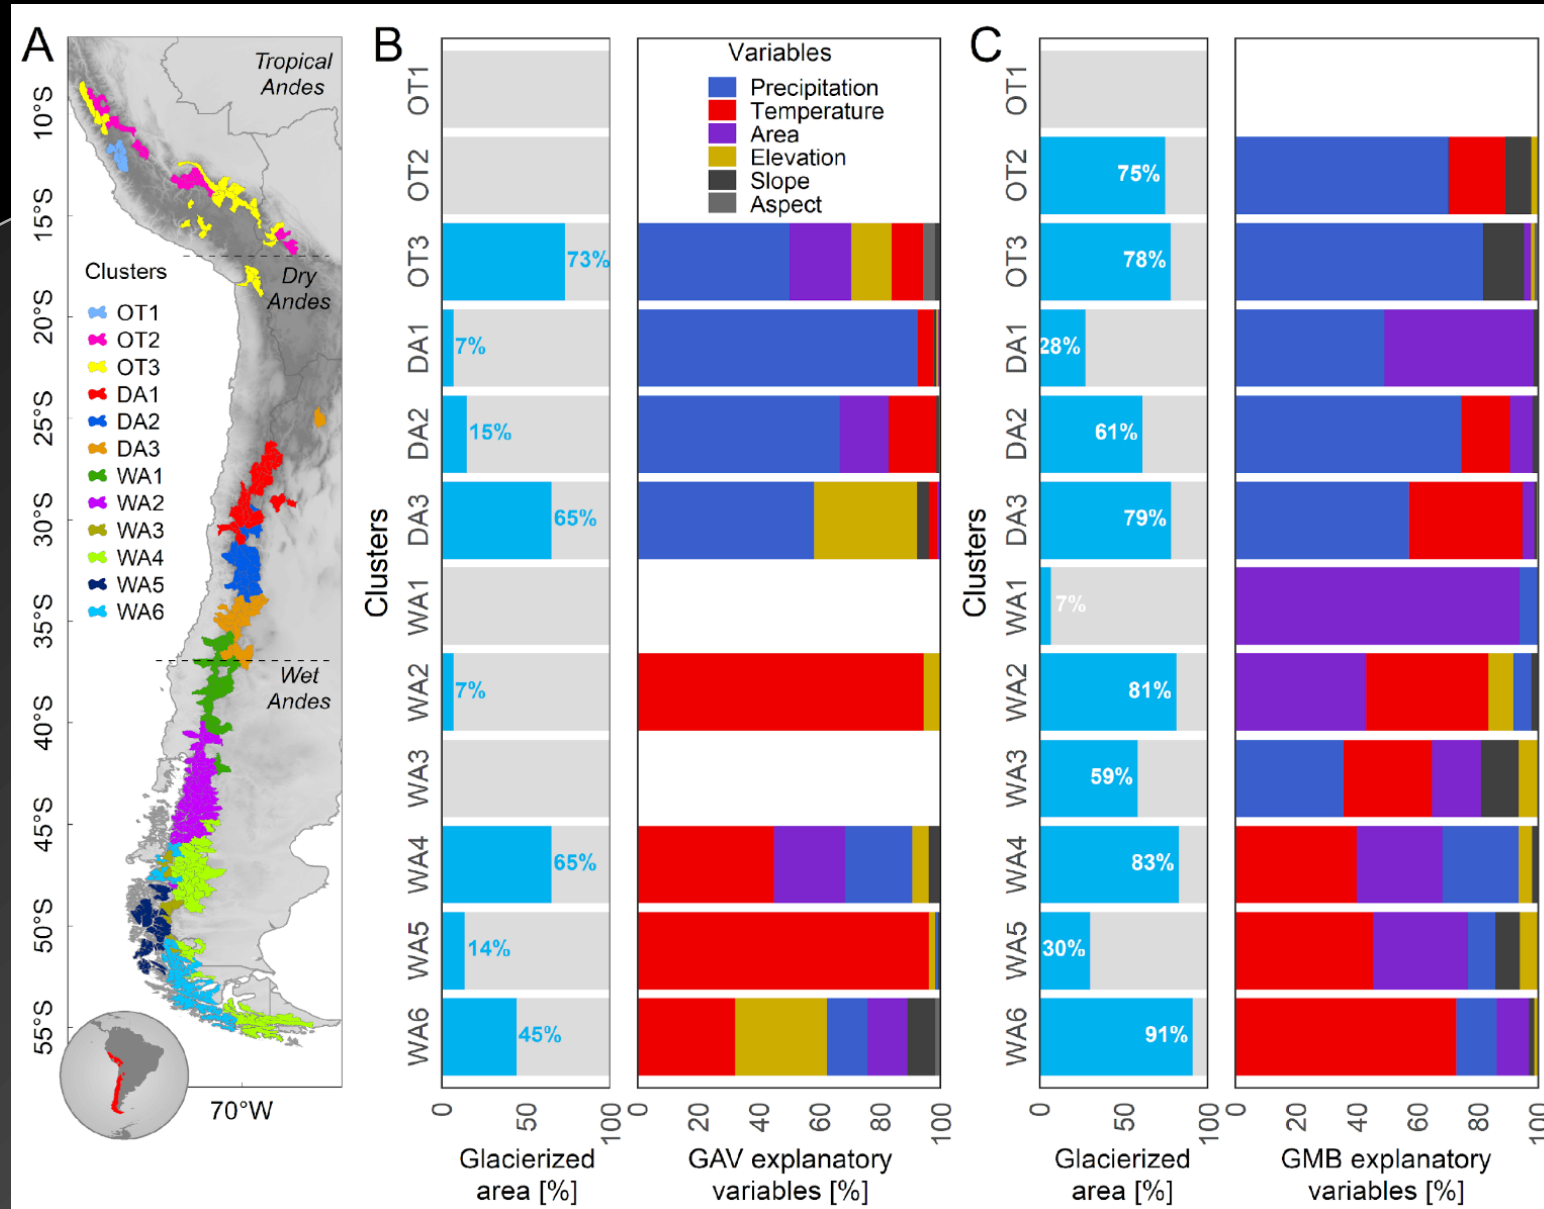 A
Tropical
Andes
10°S
15°S
20°S
25°S
30°S
35°S
40°S
45°S
50°S
55°S
Dry
Andes
Clusters
OT1
OT2
OT3
DA1
DA2
DA3
WA1
WA2
WA3
WA4
WA5
WA6
Wet
Andes
70°W
B
Clusters
OT1
OT2
OT3
DA1
DA2
DA3
WA1
WA2
WA3
WA4
WA5
WA6
73%
7%
15%
65%
7%
65%
14%
45%
0
50
100
Glacierized
area [%]
Variables
Precipitation
Temperature
Area
Elevation
Slope
Aspect
0
20
40
60
80
100
GAV explanatory
variables [%]
C
Clusters
OT1
OT2
OT3
DA1
DA2
DA3
WA1
WA2
WA3
WA4
WA5
WA6
75%
78%
28%
61%
79%
7%
81%
59%
83%
30%
91%
0
50
100
Glacierized
area [%]
0
20
40
60
80
100
GMB explanatory
variables [%]